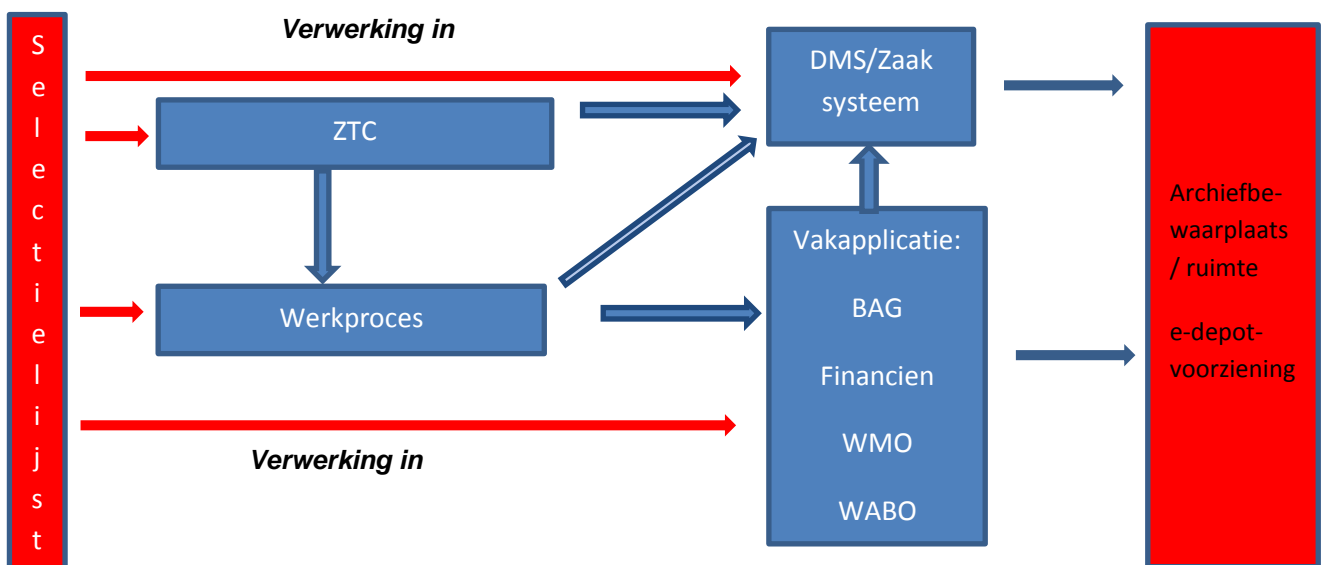 Selectielijst
Verwerking in
ZTC
Werkproces
Verwerking in
DMS/Zaak
systeem
Vakapplicatie:
BAG
Financien
WMO
WABO
Archiefbe-
waarplaats
/ ruimte
e-depot-
voorziening